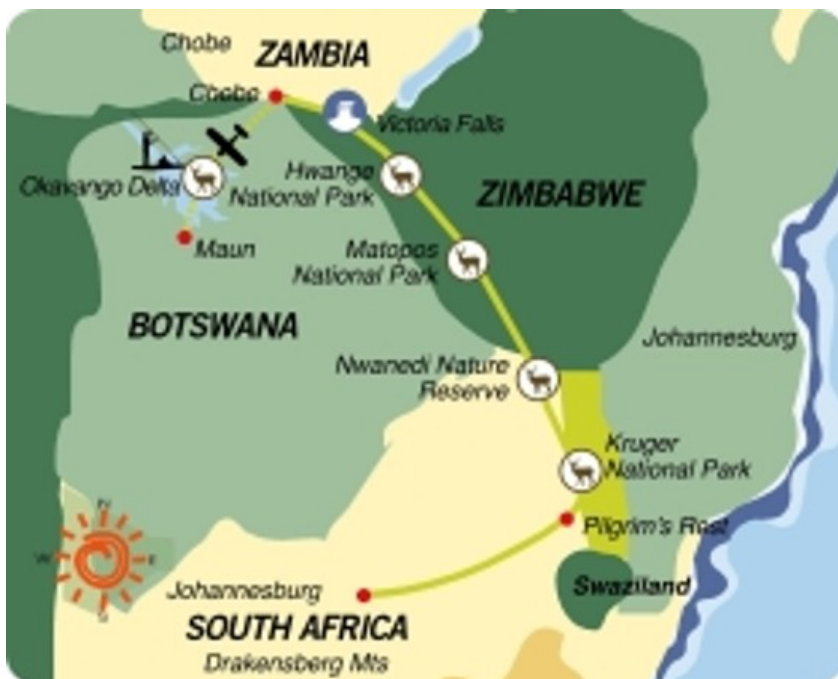 Chobe
ZAMBIA
Chobe
Victoria Falls
Okavango Delta
Hwange
National Park
ZIMBABWE
Maun
Matopos
National Park
BOTSWANA
Johannesburg
Nwanedi Nature
Reserve
Kruger
National Park
Pilgrim's Rest
N
W
E
S
Johannesburg
Swaziland
SOUTH AFRICA
Drakensberg Mts